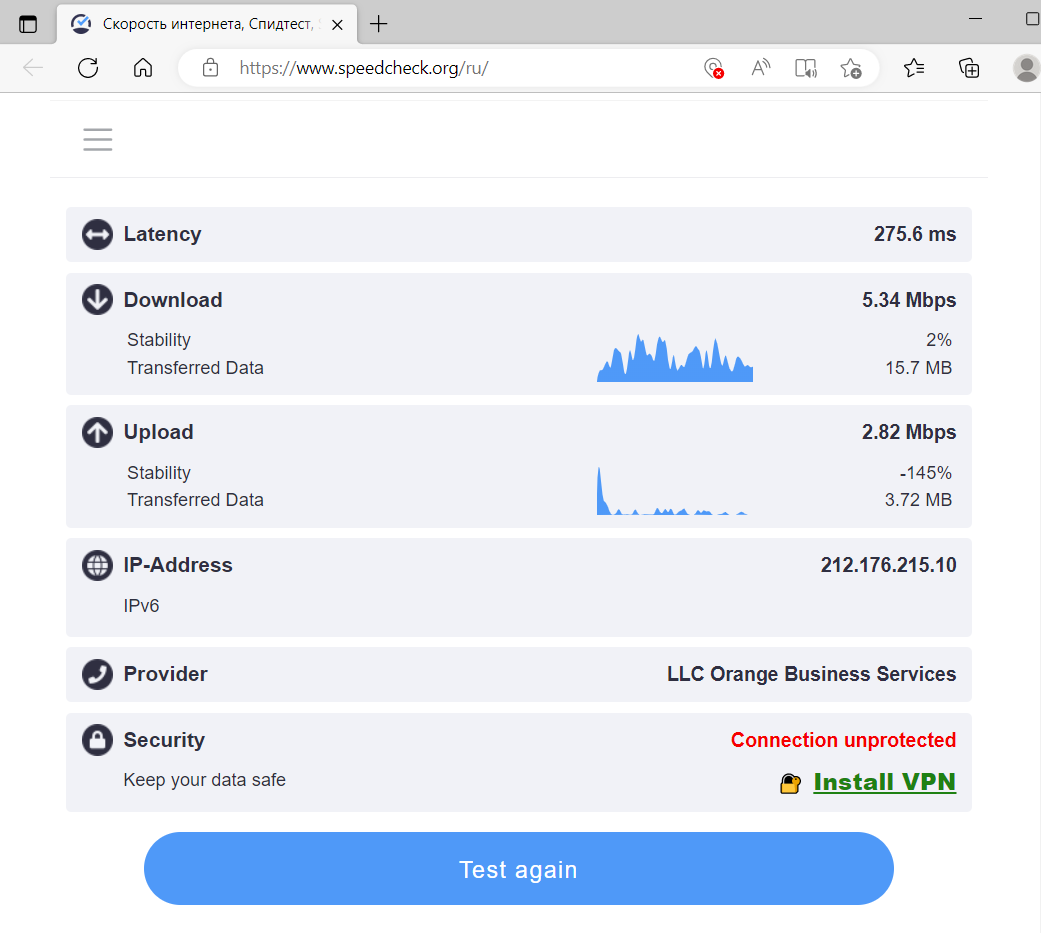 Скорость интернета, Спидтест,
https://www.speedcheck.org/ru/
Latency 275.6 ms
Download 5.34 Mbps
Stability 2%
Transferred Data 15.7 MB
Upload 2.82 Mbps
Stability -145%
Transferred Data 3.72 MB
IP-Address 212.176.215.10
IPv6
Provider LLC Orange Business Services
Security Connection unprotected
Keep your data safe Install VPN
Test again